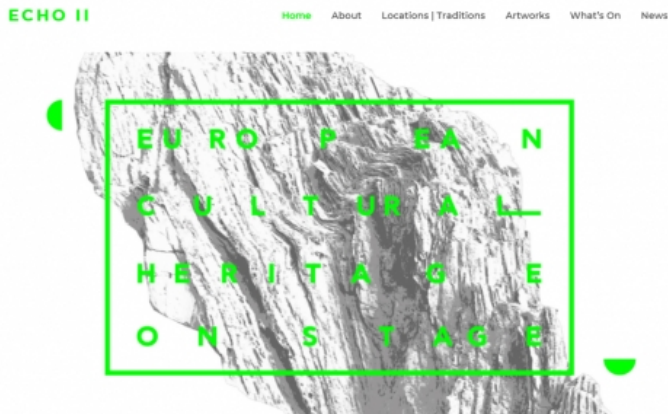 ECHO II
Home About Locations | Traditions Artworks What's On News
EUROPEAN
CULTURAL
HERITAGE
ON STAGE